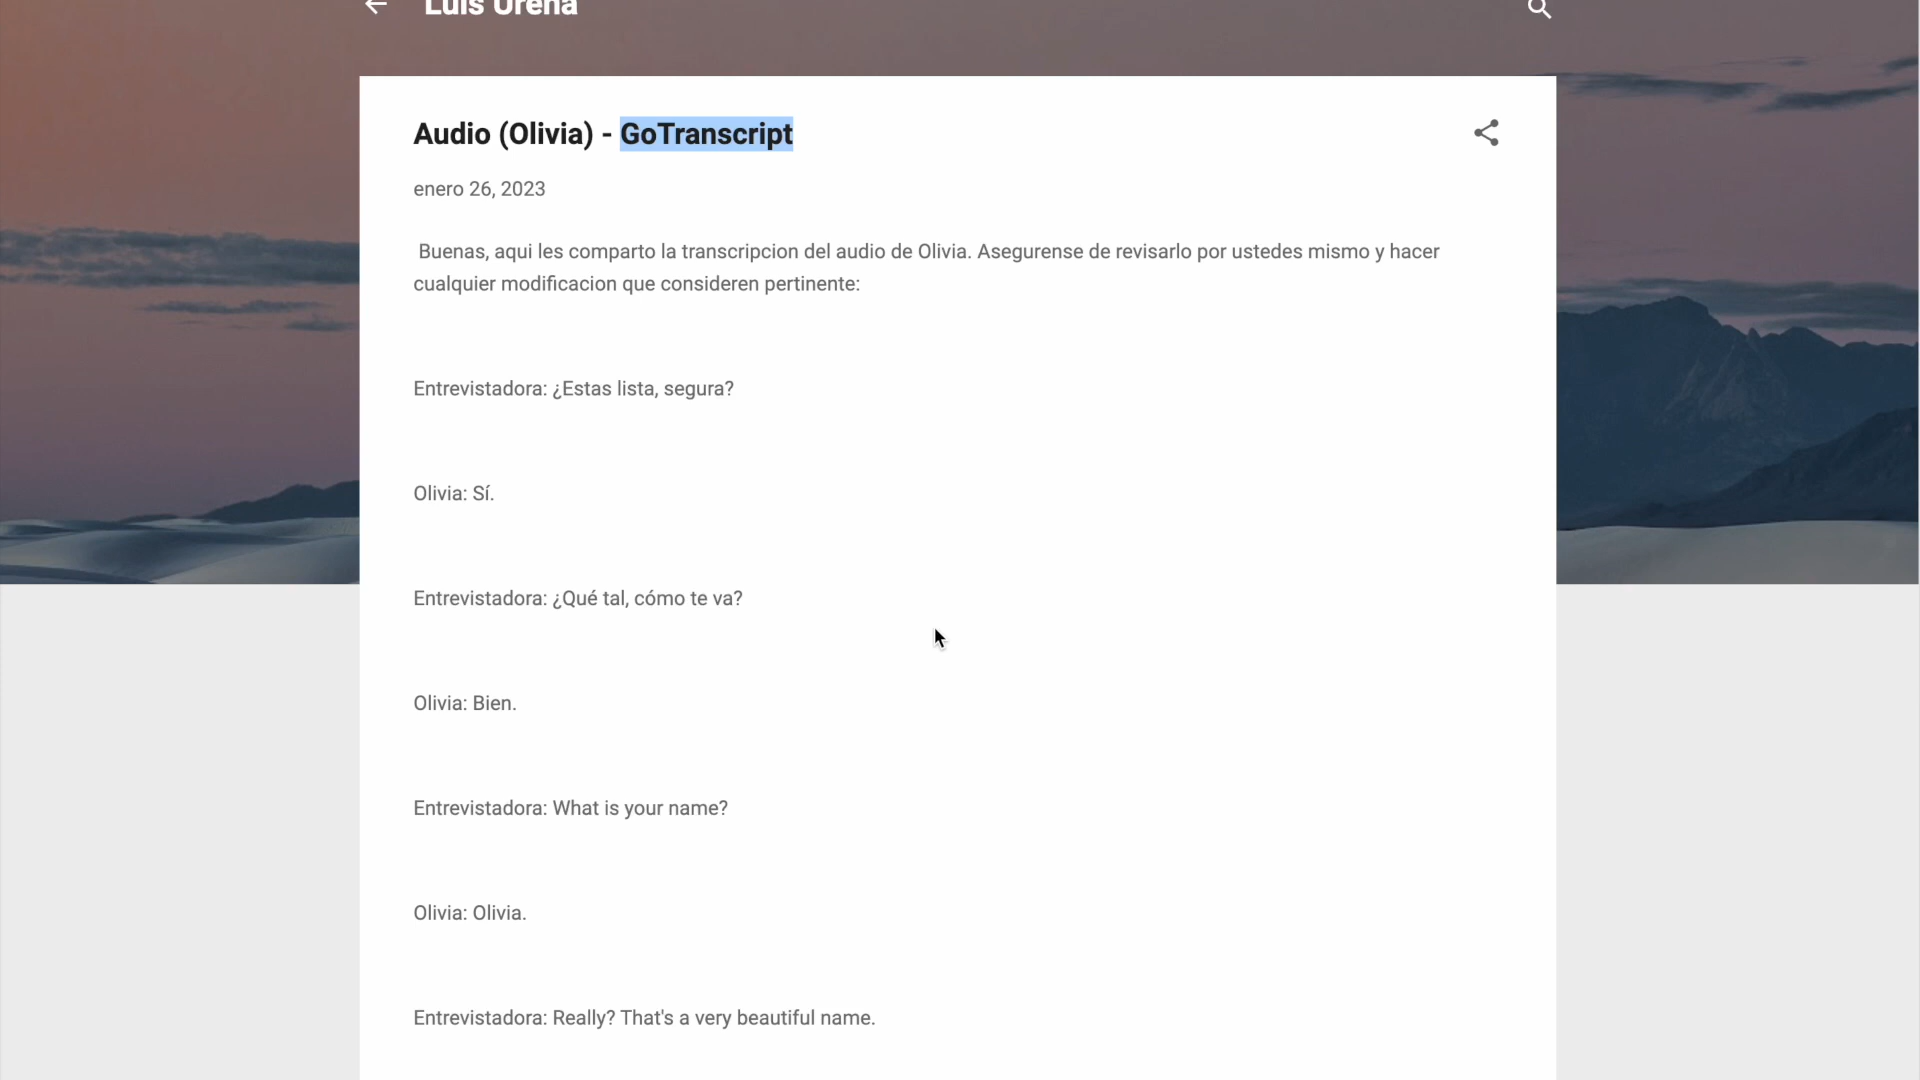 Luis Ureña
Audio (Olivia) - GoTranscript
enero 26, 2023
Buenas, aqui les comparto la transcripcion del audio de Olivia. Asegurense de revisarlo por ustedes mismo y hacer
cualquier modificacion que consideren pertinente:
Entrevistadora: ¿Estas lista, segura?
Olivia: Sí.
Entrevistadora: ¿Qué tal, cómo te va?
Olivia: Bien.
Entrevistadora: What is your name?
Olivia: Olivia.
Entrevistadora: Really? That's a very beautiful name.